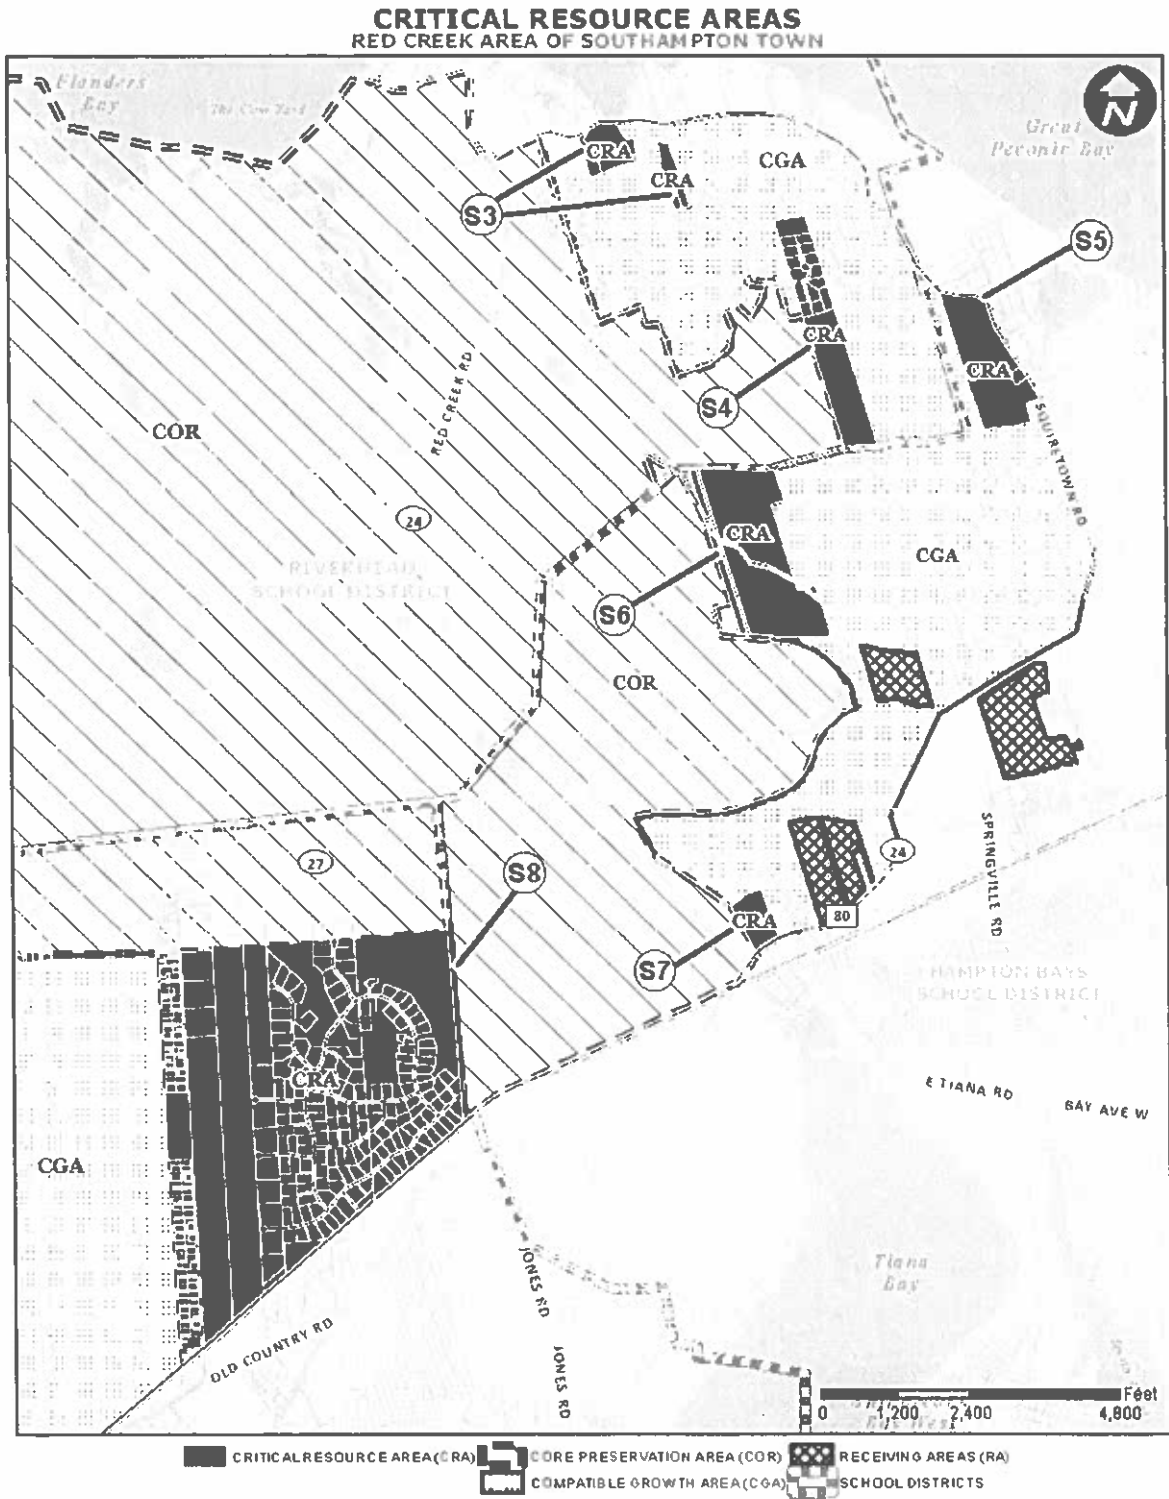 CRITICAL RESOURCE AREAS
RED CREEK AREA OF SOUTHAMPTON TOWN
Flanders
Bay
The Cow Yard
N
Great
Peconic Bay
CRA
CRA
CGA
S3
S5
CRA
CRA
S4
RED CREEK RD
COR
SQUIRETOWN RD
24
CRA
CGA
RIVERHEAD
SCHOOL DISTRICT
S6
COR
27
S8
SPRINGVILLE RD
24
80
CRA
S7
HAMPTON BAYS
SCHOOL DISTRICT
CRA
E TIANA RD
BAY AVE W
CGA
Tiana
Bay
JONES RD
OLD COUNTRY RD
JONES RD
Feet
0 1,200 2,400 4,800
CRITICAL RESOURCE AREA (CRA) CORE PRESERVATION AREA (COR) RECEIVING AREAS (RA)
COMPATIBLE GROWTH AREA (CGA) SCHOOL DISTRICTS